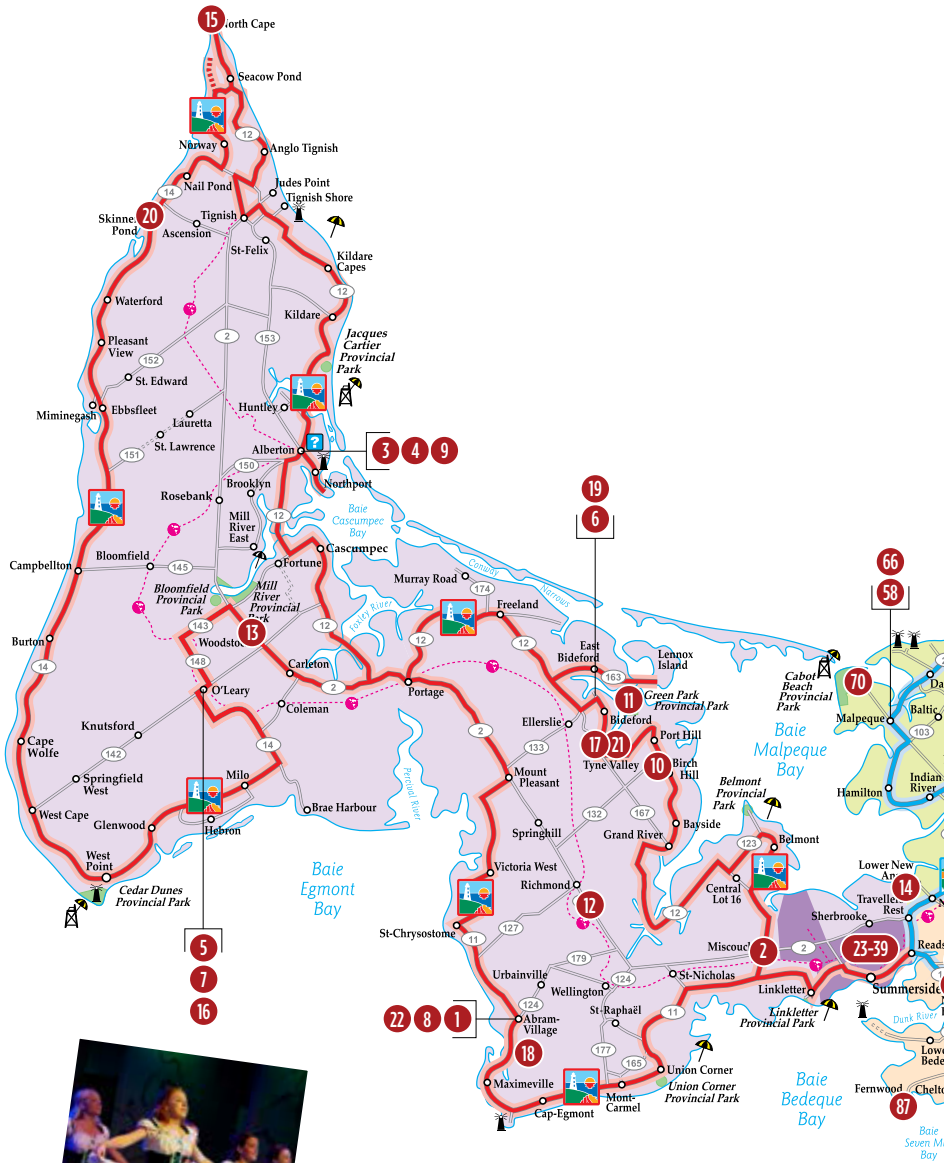 15
North Cape
Seacow Pond
12
Norway
Anglo Tignish
Nail Pond
Judes Point
Tignish Shore
14
Tignish
20
Pond
Ascension
St-Felix
Kildare
Capes
12
Waterford
Kildare
2
153
Jacques
Cartier
Provincial
Park
Pleasant
View
152
St. Edward
Miminegash
Ebbsfleet
Huntley
Lauretta
St. Lawrence
?
Alberton
3
4
9
151
150
Northport
Brooklyn
Rosebank
19
6
Mill
River
East
12
Baie
Cascumpec
Bay
Cascumpec
Bloomfield
Campbellton
145
Fortune
Conway
Narrows
Murray Road
174
66
58
Bloomfield
Provincial
Park
Mill
River
Provincial
Park
Foxley River
Freeland
143
13
12
12
12
Burton
14
148
Carleton
East
Bideford
Lennox
Island
Cabot
Beach
Provincial
Park
70
2
Portage
163
O'Leary
11
Green Park
Provincial Park
Coleman
Bideford
Malpeque
Baltic
Knutsford
Ellerslie
103
Cape
Wolfe
142
14
2
133
17
21
Port Hill
Baie
Malpeque
Bay
Tyne Valley
10
Birch
Hill
Springfield
West
Milo
Percival River
Mount
Pleasant
Belmont
Provincial
Park
Hamilton
Indian
River
West Cape
Brae Harbour
132
167
Glenwood
Hebron
Springhill
Bayside
Grand River
123
Belmont
West
Point
Cedar Dunes
Provincial Park
Baie
Egmont
Bay
Victoria West
Richmond
Central
Lot 16
Lower New
14
12
12
Travellers
Rest
Sherbrooke
St-Chrysostome
11
127
5
7
16
2
2
23-39
179
Urbainville
St-Nicholas
Wellington
124
Linkletter
Summerside
124
22
8
1
Abram-
Village
St-Raphaël
11
Linkletter
Provincial Park
Dunk River
18
177
165
Union Corner
Maximeville
Union Corner
Provincial Park
Baie
Bedeque
Bay
Mont-
Carmel
Cap-Egmont
Fernwood
87
Baie
Bay